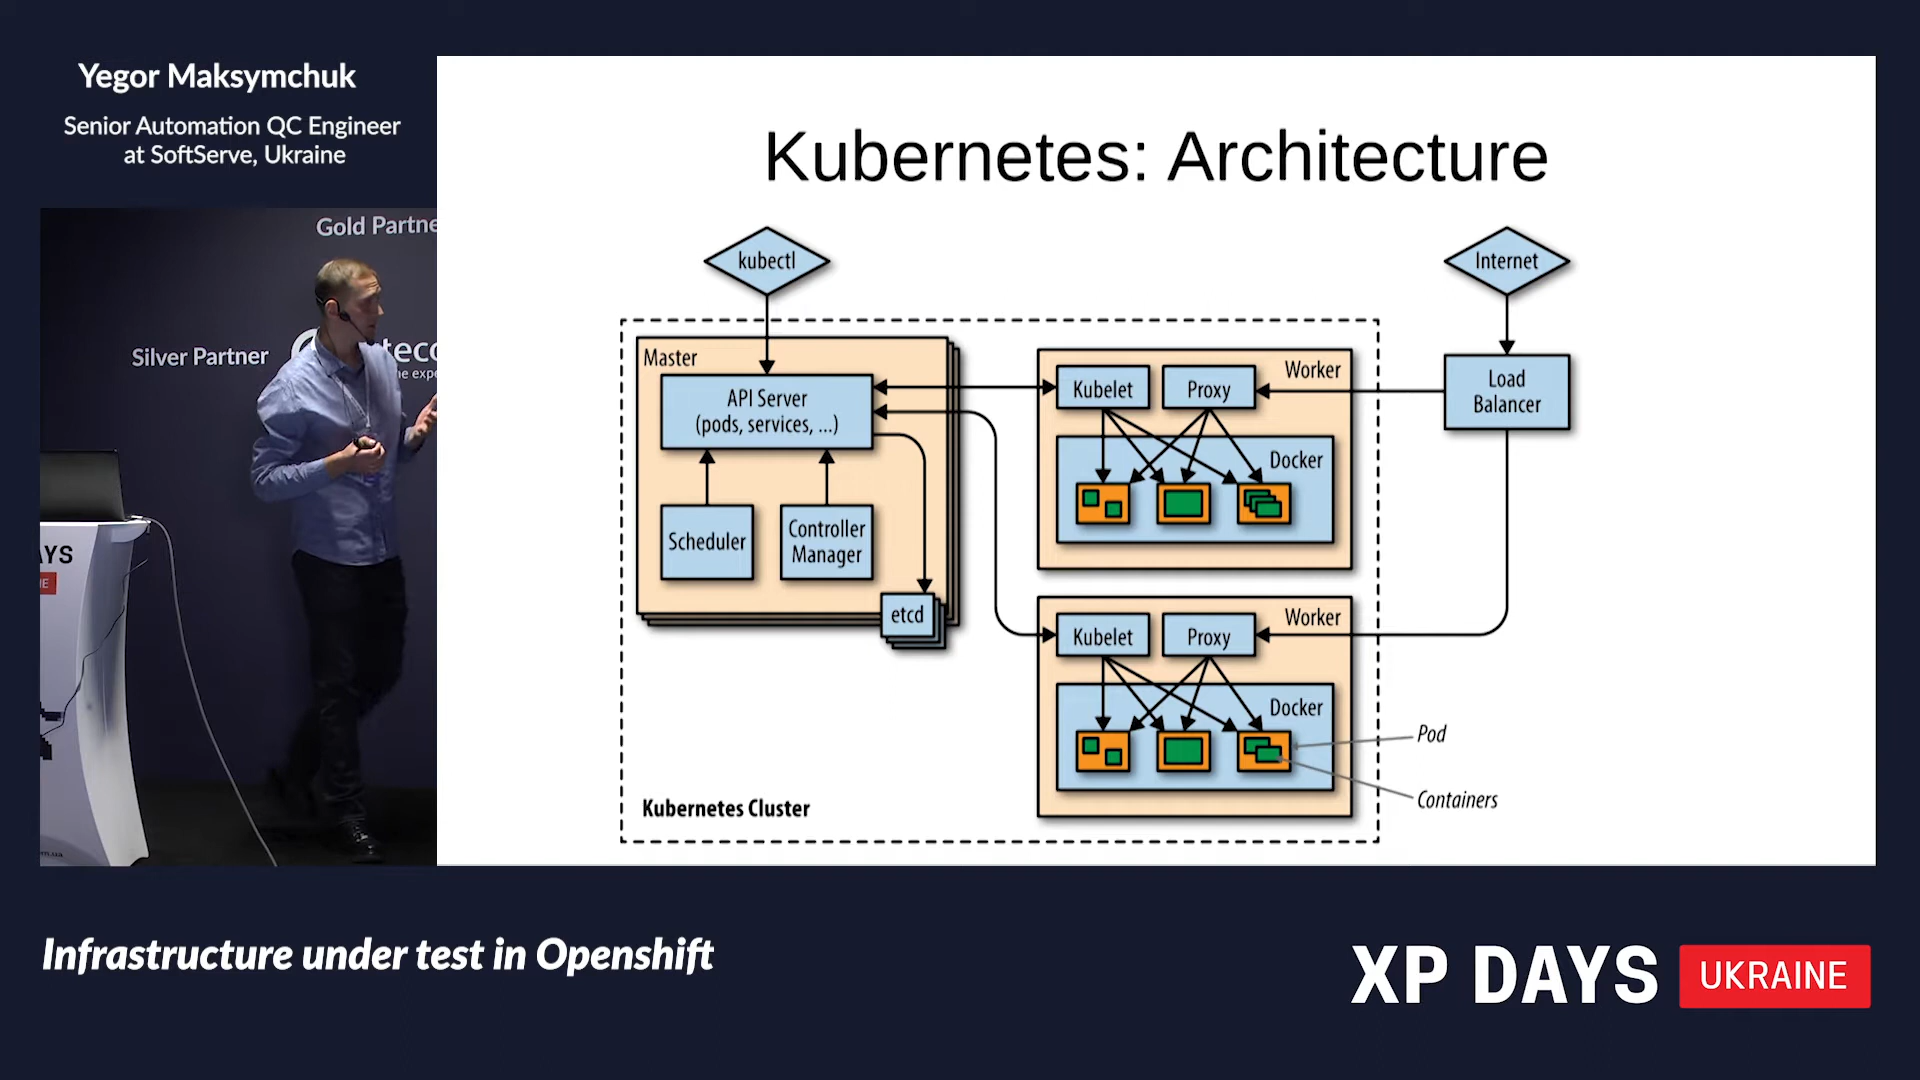 Yegor Maksymchuk
Senior Automation QC Engineer
at SoftServe, Ukraine
Gold Partne
Silver Partner
Kubernetes: Architecture
kubectl
Internet
Master
API Server
(pods, services, ...)
Scheduler
Controller
Manager
etcd
Worker
Kubelet
Proxy
Docker
Load
Balancer
Worker
Kubelet
Proxy
Docker
Pod
Containers
Kubernetes Cluster
Infrastructure under test in Openshift
XP DAYS
UKRAINE